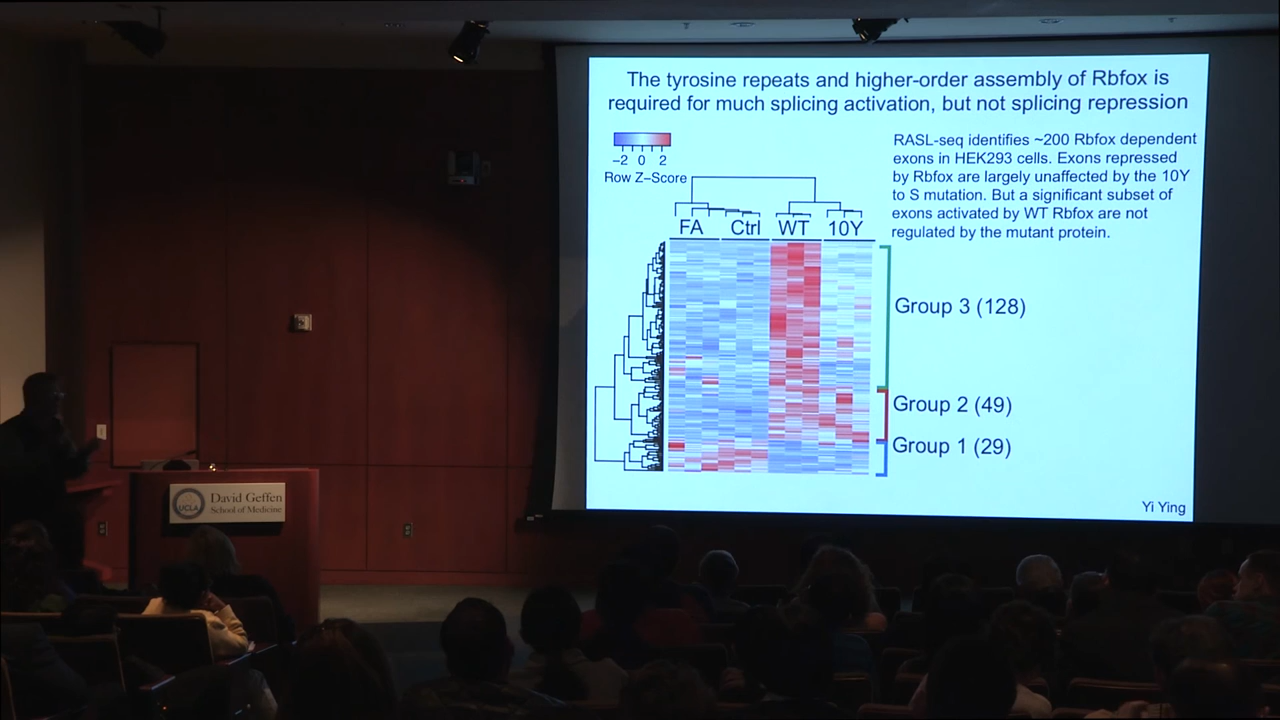 The tyrosine repeats and higher-order assembly of Rbfox is
required for much splicing activation, but not splicing repression
−2 0 2
Row Z−Score
RASL-seq identifies ~200 Rbfox dependent
exons in HEK293 cells. Exons repressed
by Rbfox are largely unaffected by the 10Y
to S mutation. But a significant subset of
exons activated by WT Rbfox are not
regulated by the mutant protein.
FA Ctrl WT 10Y
Group 3 (128)
Group 2 (49)
Group 1 (29)
Yi Ying
UCLA
David Geffen
School of Medicine